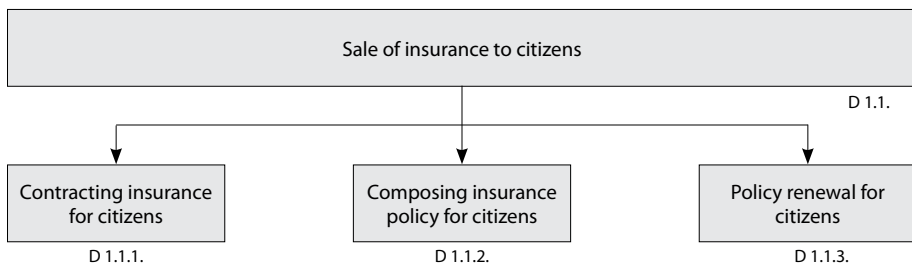 Sale of insurance to citizens
D 1.1.
Contracting insurance
for citizens
D 1.1.1.
Composing insurance
policy for citizens
D 1.1.2.
Policy renewal for
citizens
D 1.1.3.